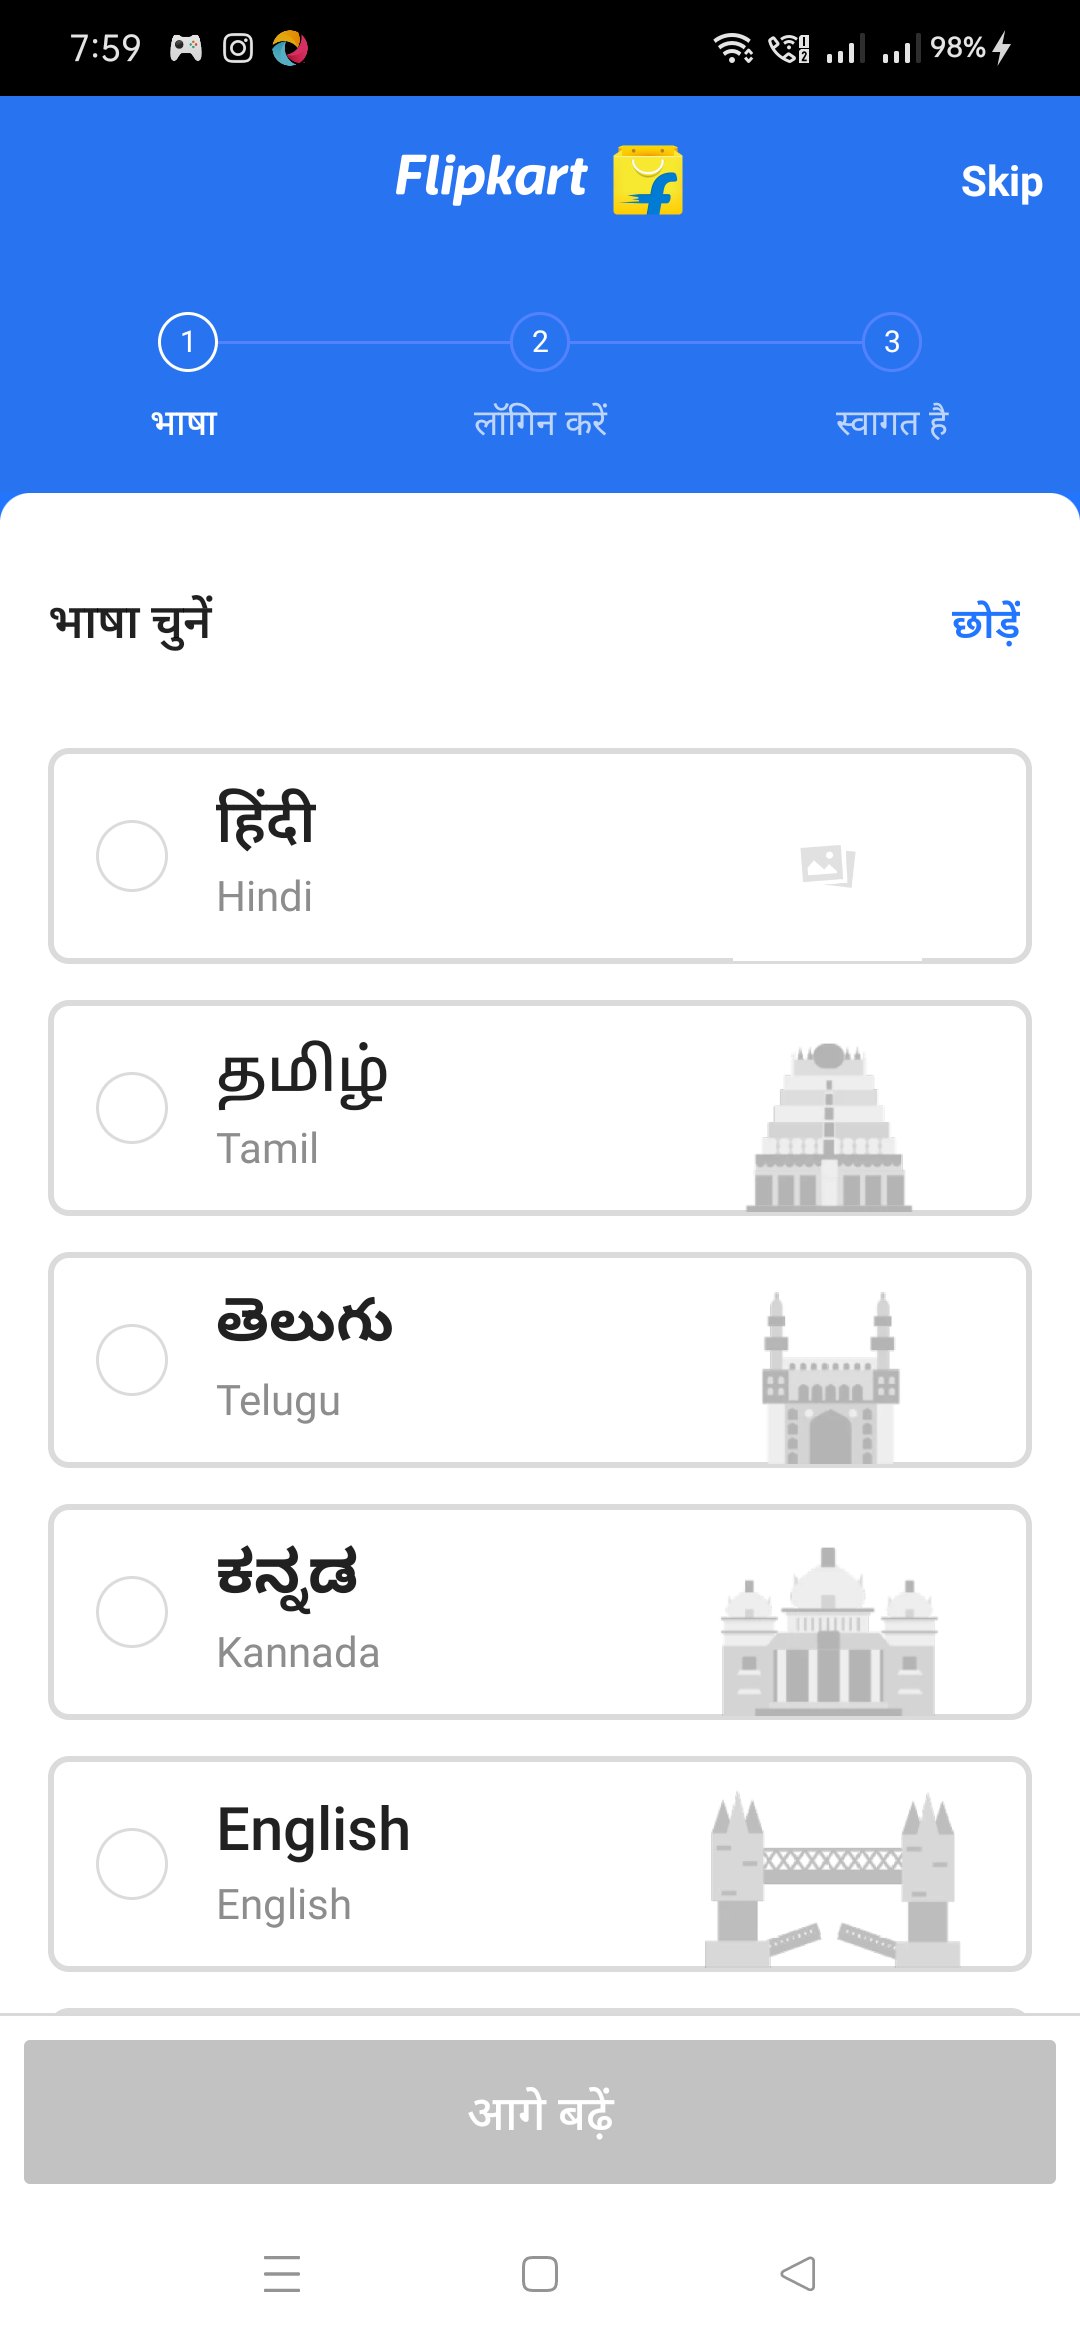 7:59 98%
Flipkart Skip
1 2 3
भाषा लॉगिन करें स्वागत है
भाषा चुनें छोड़ें
हिंदी
Hindi
தமிழ்
Tamil
తెలుగు
Telugu
ಕನ್ನಡ
Kannada
English
English
आगे बढ़ें